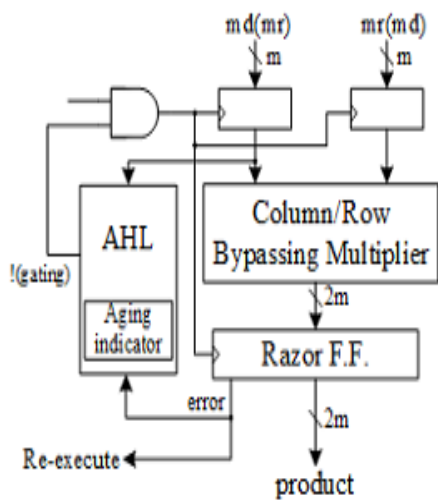 md(mr)
mr(md)
m
m
AHL
Column/Row
Bypassing Multiplier
!(gating)
Aging
indicator
2m
Razor F.F.
error
2m
Re-execute
product